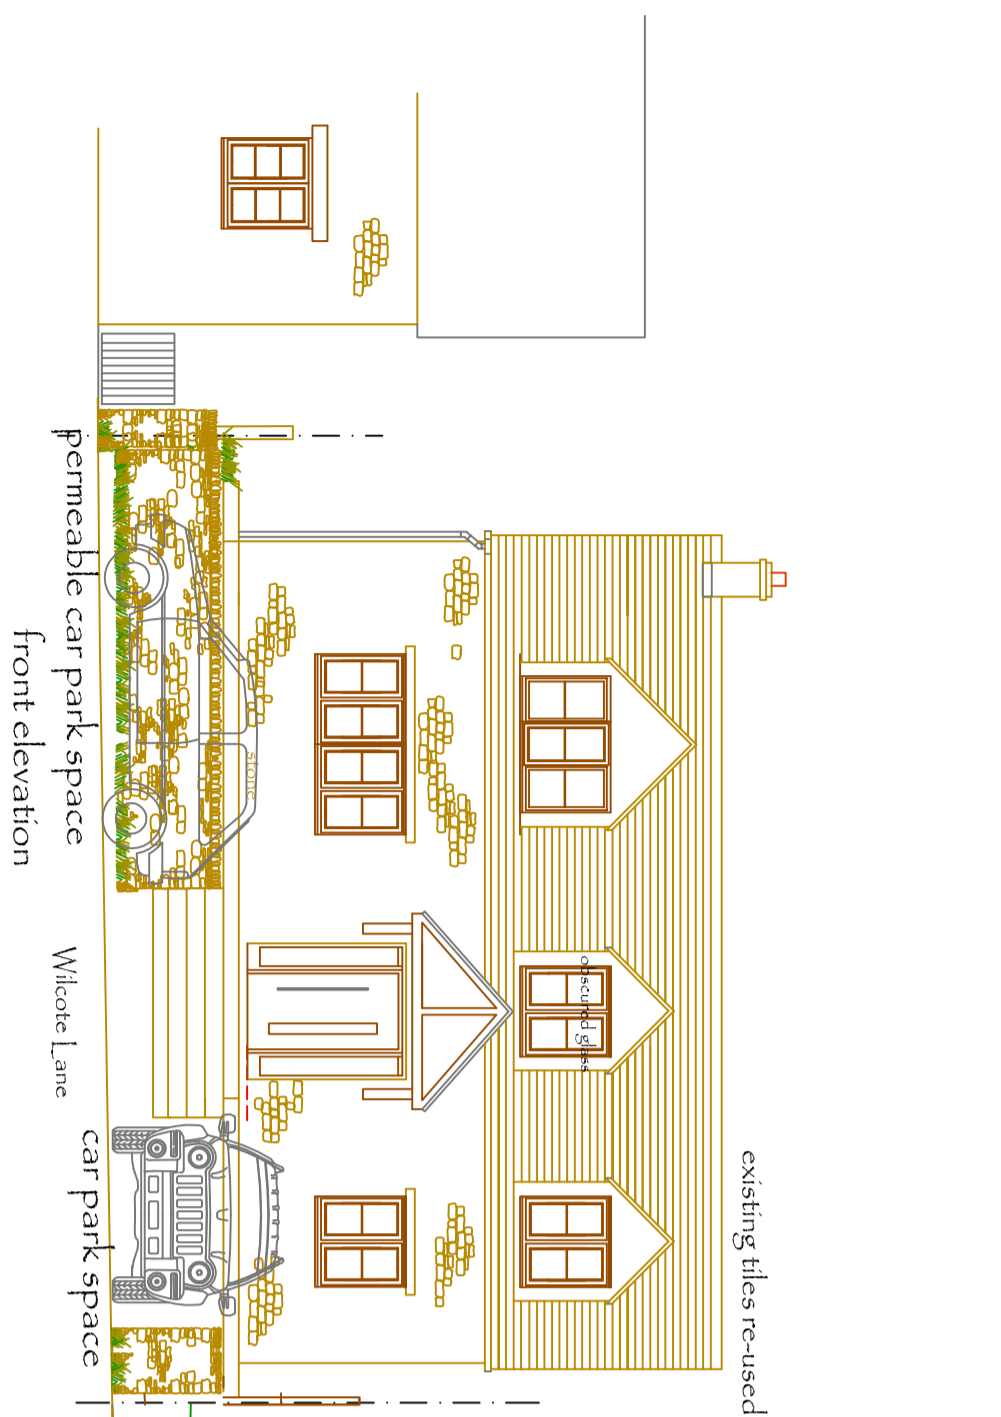 existing tiles re-used
obscured glass
stone
car park space
Wilcote Lane
permeable car park space
front elevation